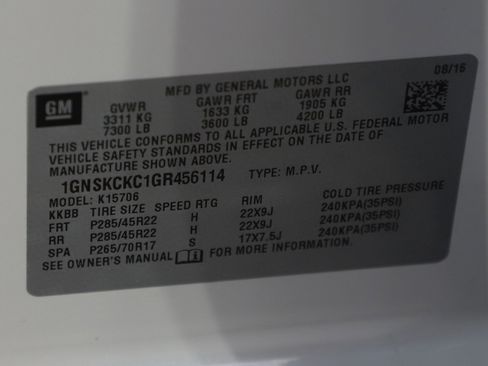 GM
MFD BY GENERAL MOTORS LLC
08/16
GVWR GAWR FRT GAWR RR
3311 KG 1633 KG 1905 KG
7300 LB 3600 LB 4200 LB
THIS VEHICLE CONFORMS TO ALL APPLICABLE U.S. FEDERAL MOTOR
VEHICLE SAFETY STANDARDS IN EFFECT ON THE DATE OF
MANUFACTURE SHOWN ABOVE.
1GNSKCKC1GR456114 TYPE: M.P.V.
MODEL: K15706
KKBB TIRE SIZE SPEED RTG RIM COLD TIRE PRESSURE
FRT P285/45R22 H 22X9J 240KPA(35PSI)
RR P285/45R22 H 22X9J 240KPA(35PSI)
SPA P265/70R17 S 17X7.5J 240KPA(35PSI)
SEE OWNER'S MANUAL FOR MORE INFORMATION.